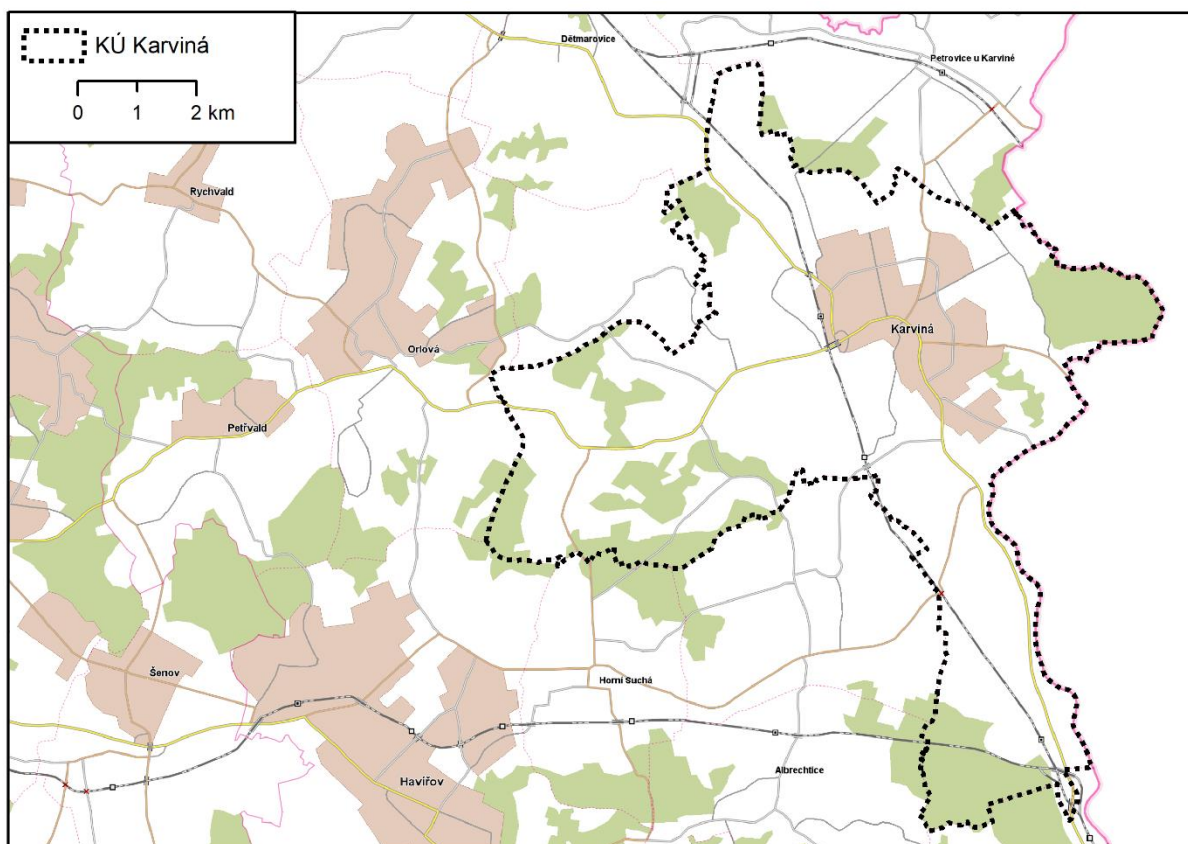 KÚ Karviná
0 1 2 km
Dětmarovice
Petrovice u Karviné
Rychvald
Karviná
Orlová
Petřvald
Šenov
Horní Suchá
Albrechtice
Havířov